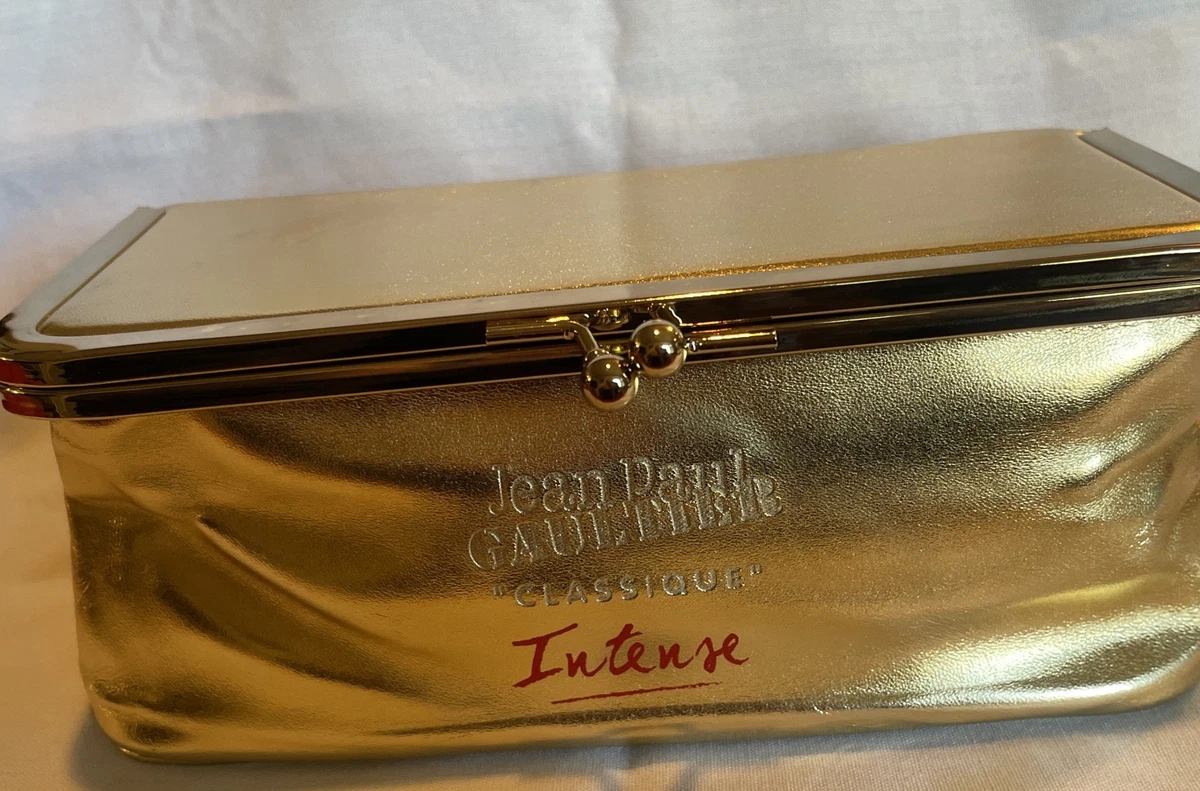 Jean Paul
GAULTIER
"CLASSIQUE"
Intense